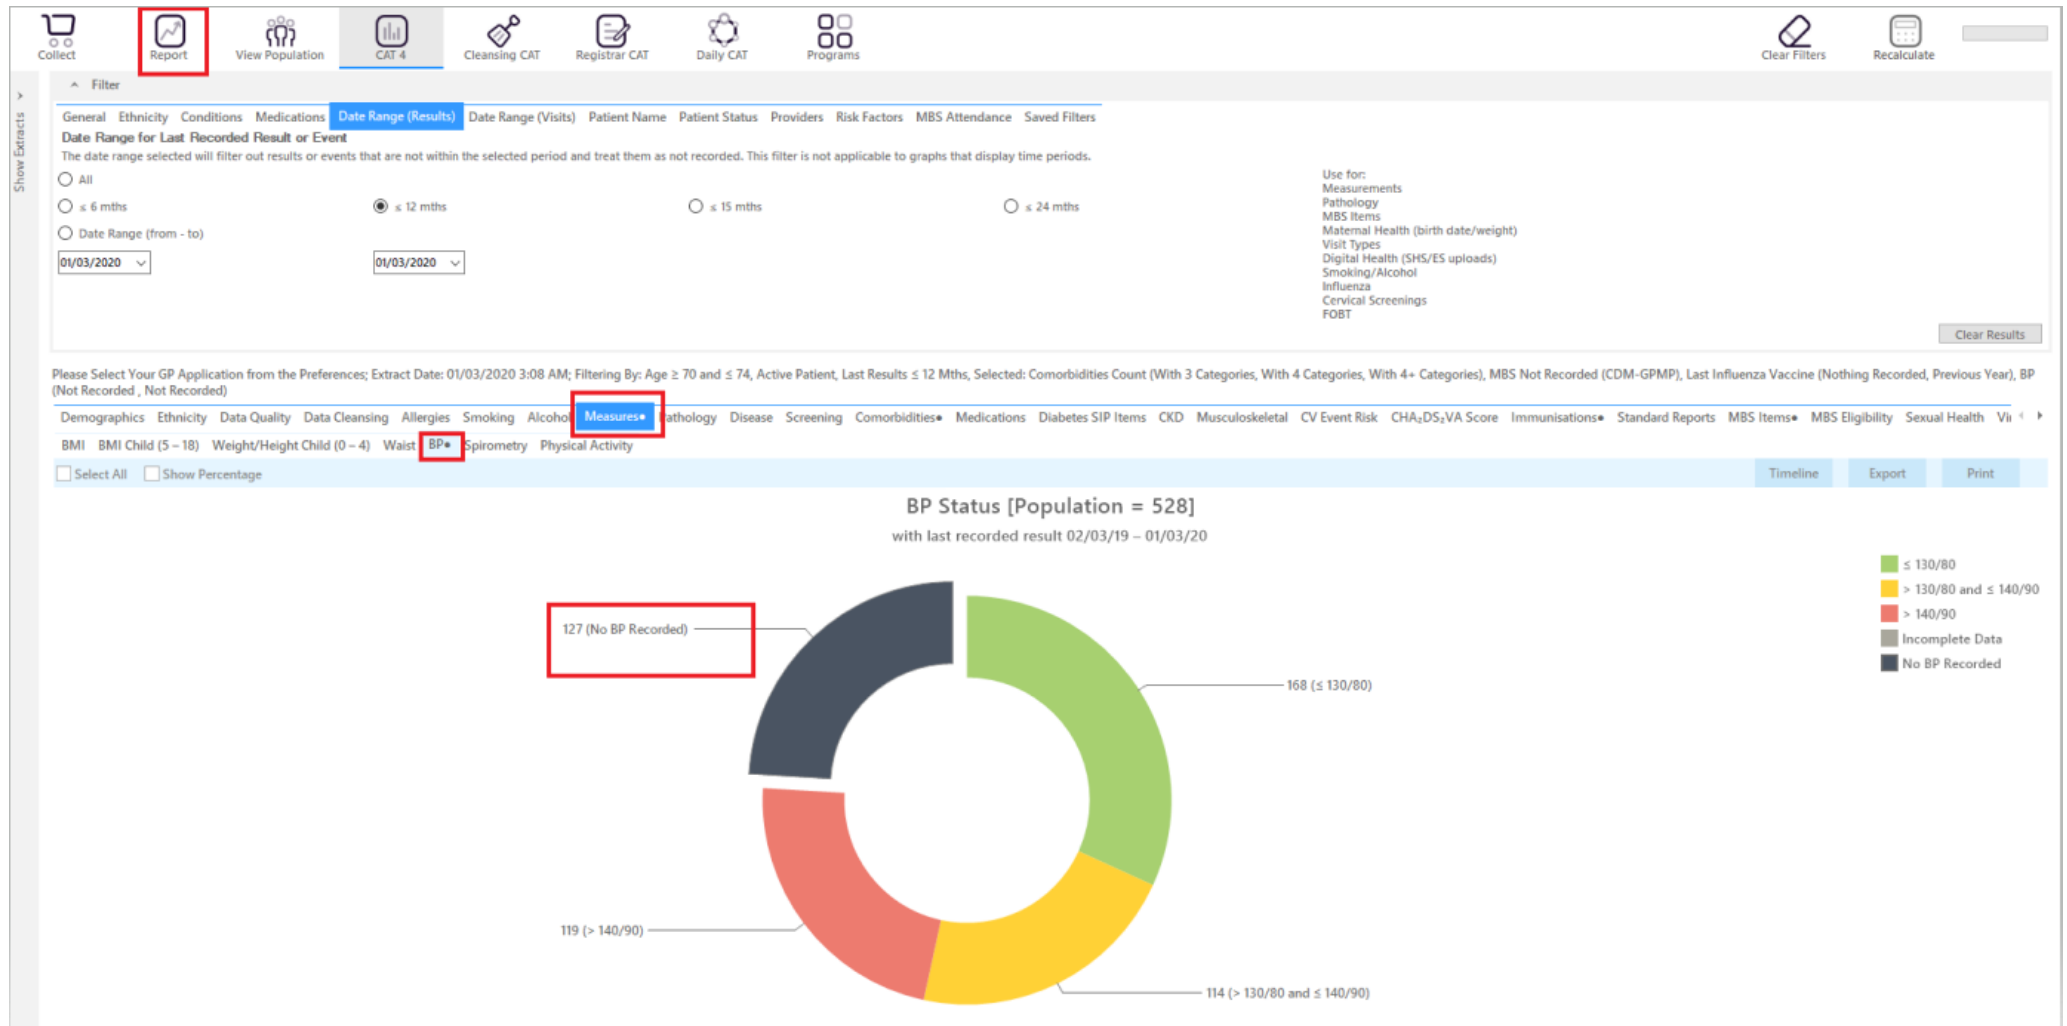 Collect Report View Population CAT 4 Cleansing CAT Registrar CAT Daily CAT Programs Clear Filters Recalculate
Show Extracts
Filter
General Ethnicity Conditions Medications Date Range (Results) Date Range (Visits) Patient Name Patient Status Providers Risk Factors MBS Attendance Saved Filters
Date Range for Last Recorded Result or Event
The date range selected will filter out results or events that are not within the selected period and treat them as not recorded. This filter is not applicable to graphs that display time periods.
All
≤ 6 mths ≤ 12 mths ≤ 15 mths ≤ 24 mths
Date Range (from - to)
01/03/2020 01/03/2020
Use for:
Measurements
Pathology
MBS Items
Maternal Health (birth date/weight)
Visit Types
Digital Health (SHS/ES uploads)
Smoking/Alcohol
Influenza
Cervical Screenings
FOBT
Clear Results
Please Select Your GP Application from the Preferences; Extract Date: 01/03/2020 3:08 AM; Filtering By: Age ≥ 70 and ≤ 74, Active Patient, Last Results ≤ 12 Mths, Selected: Comorbidities Count (With 3 Categories, With 4 Categories, With 4+ Categories), MBS Not Recorded (CDM-GPMP), Last Influenza Vaccine (Nothing Recorded, Previous Year), BP
(Not Recorded , Not Recorded)
Demographics Ethnicity Data Quality Data Cleansing Allergies Smoking Alcohol Measures• athology Disease Screening Comorbidities• Medications Diabetes SIP Items CKD Musculoskeletal CV Event Risk CHA₂DS₂VA Score Immunisations• Standard Reports MBS Items• MBS Eligibility Sexual Health
BMI BMI Child (5 – 18) Weight/Height Child (0 – 4) Waist BP• Spirometry Physical Activity
Select All Show Percentage Timeline Export Print
BP Status [Population = 528]
with last recorded result 02/03/19 – 01/03/20
≤ 130/80
> 130/80 and ≤ 140/90
> 140/90
Incomplete Data
No BP Recorded
127 (No BP Recorded)
168 (≤ 130/80)
119 (> 140/90)
114 (> 130/80 and ≤ 140/90)